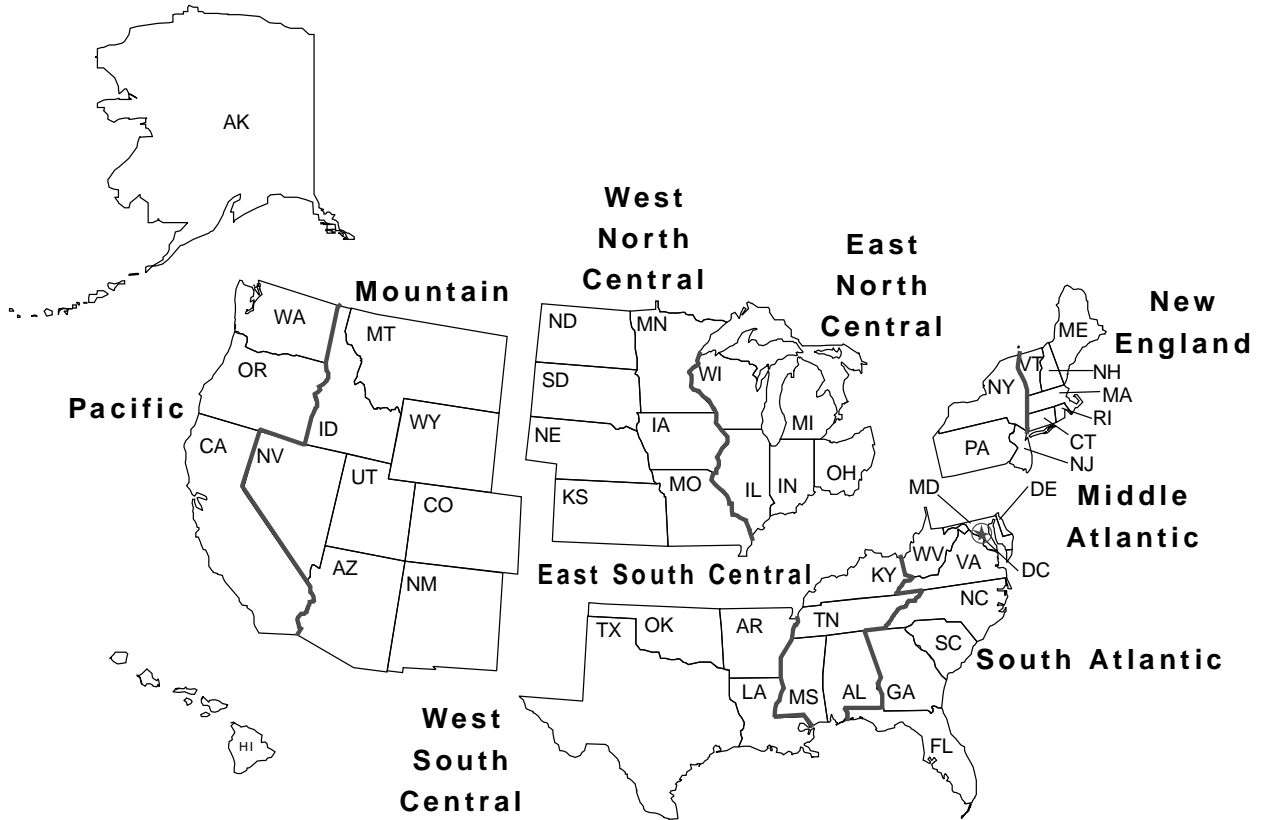 AK
West
North
Central
East
North
Central
Mountain
New
England
Pacific
WA
MT
ND
MN
ME
OR
ID
WY
SD
WI
MI
NY
VT
NH
MA
RI
CT
NJ
CA
NV
UT
CO
NE
IA
KS
MO
IL
IN
OH
PA
MD
DE
Middle
Atlantic
AZ
NM
East South Central
KY
WV
VA
DC
NC
TX
OK
AR
TN
SC
South Atlantic
LA
MS
AL
GA
FL
HI
West
South
Central